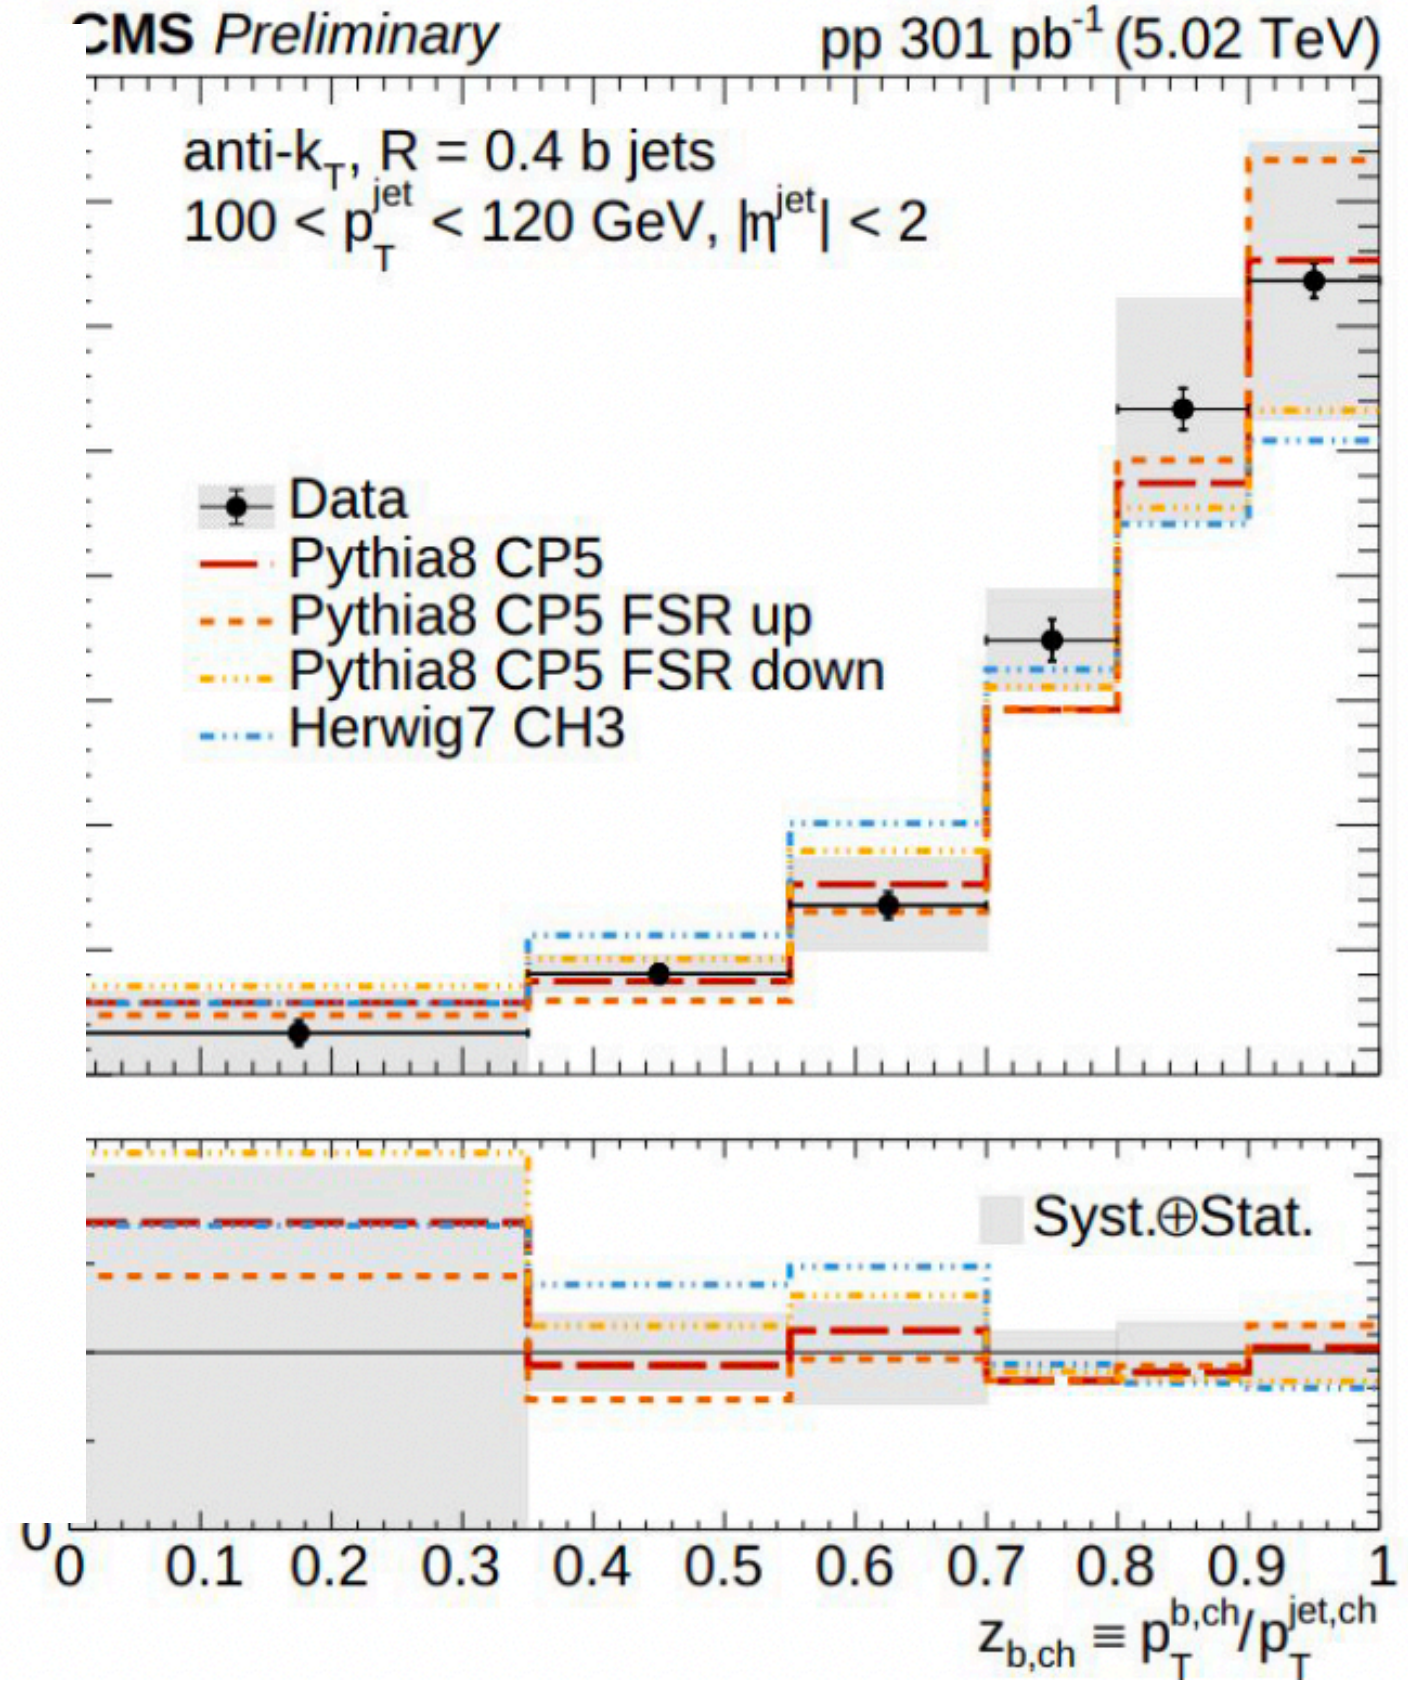 CMS Preliminary
pp 301 pb-1 (5.02 TeV)
anti-kT, R = 0.4 b jets
100 < pTjet < 120 GeV, |ηjet| < 2
Data
Pythia8 CP5
Pythia8 CP5 FSR up
Pythia8 CP5 FSR down
Herwig7 CH3
Syst.⊕Stat.
0
0 0.1 0.2 0.3 0.4 0.5 0.6 0.7 0.8 0.9 1
zb,ch ≡ pTb,ch/pTjet,ch